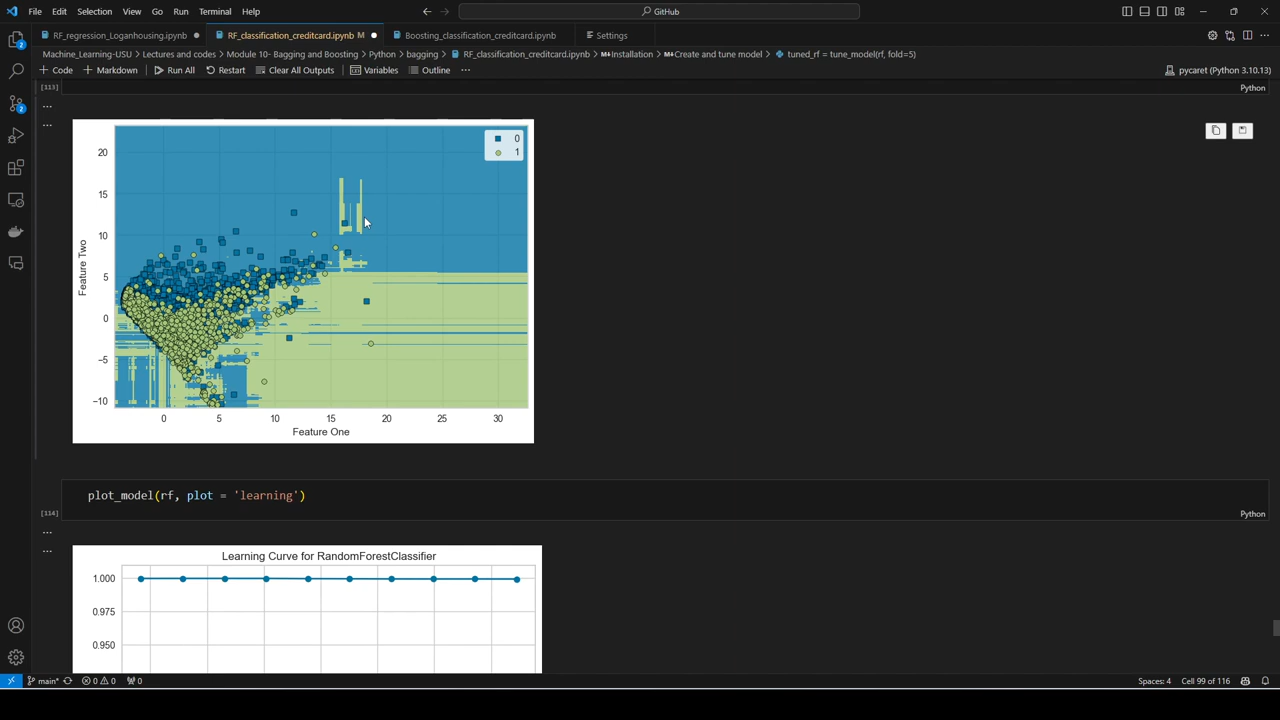 File Edit Selection View Go Run Terminal Help
GitHub
RF_regression_Loganhousing.ipynb
RF_classification_creditcard.ipynb M
Boosting_classification_creditcard.ipynb
Settings
Machine_Learning-USU > Lectures and codes > Module 10- Bagging and Boosting > Python > bagging > RF_classification_creditcard.ipynb > Installation > Create and tune model > tuned_rf = tune_model(rf, fold=5)
+ Code + Markdown Run All Restart Clear All Outputs Variables Outline ...
pycaret (Python 3.10.13)
[113]
Python
...
...
0
1
20
15
10
5
0
−5
−10
Feature Two
0 5 10 15 20 25 30
Feature One
plot_model(rf, plot = 'learning')
[114]
Python
...
...
Learning Curve for RandomForestClassifier
1.000
0.975
0.950
2
2
main* 0 0 0
Spaces: 4 Cell 99 of 116